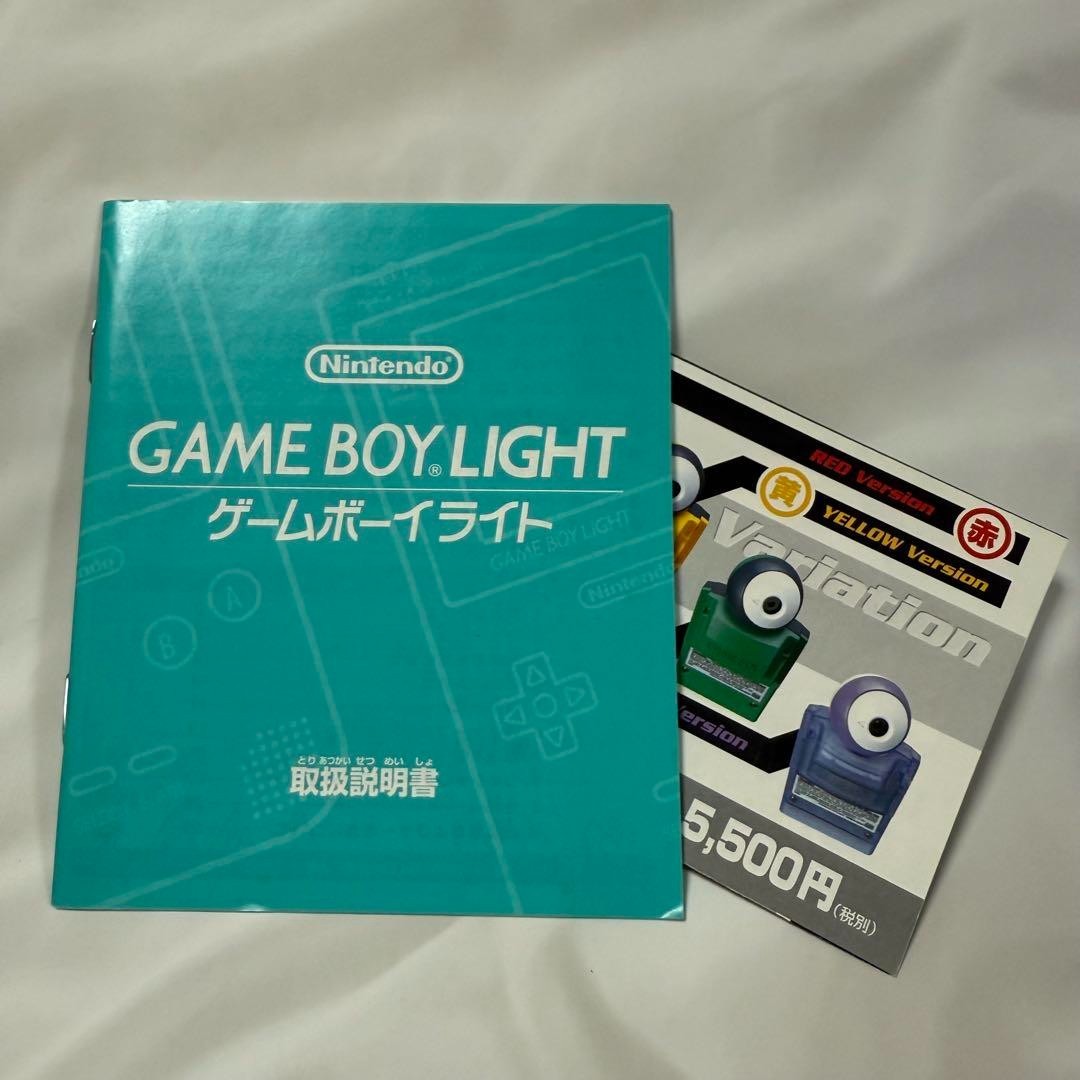 Nintendo®
GAME BOY® LIGHT
ゲームボーイライト
GAME BOY LIGHT
Nintendo
A
B
とり あつかい せつ めい しょ
取扱説明書
RED Version
赤
黄
YELLOW Version
Variation
Version
5,500円(税別)